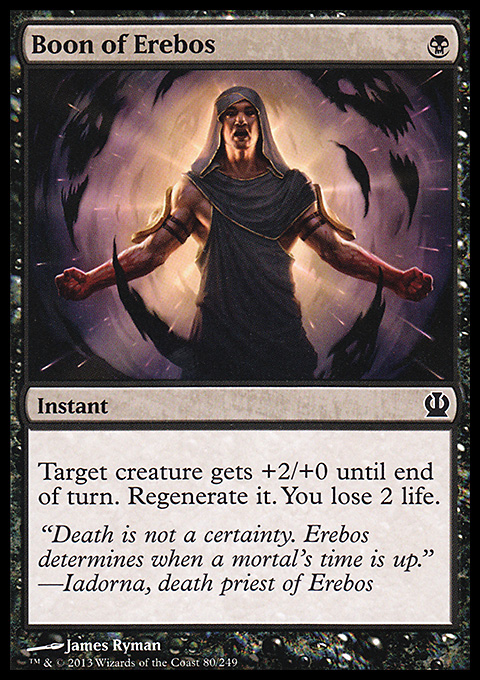 Boon of Erebos
Instant
Target creature gets +2/+0 until end
of turn. Regenerate it. You lose 2 life.
“Death is not a certainty. Erebos
determines when a mortal’s time is up.”
—Iadorna, death priest of Erebos
James Ryman
™ & © 2013 Wizards of the Coast 80/249